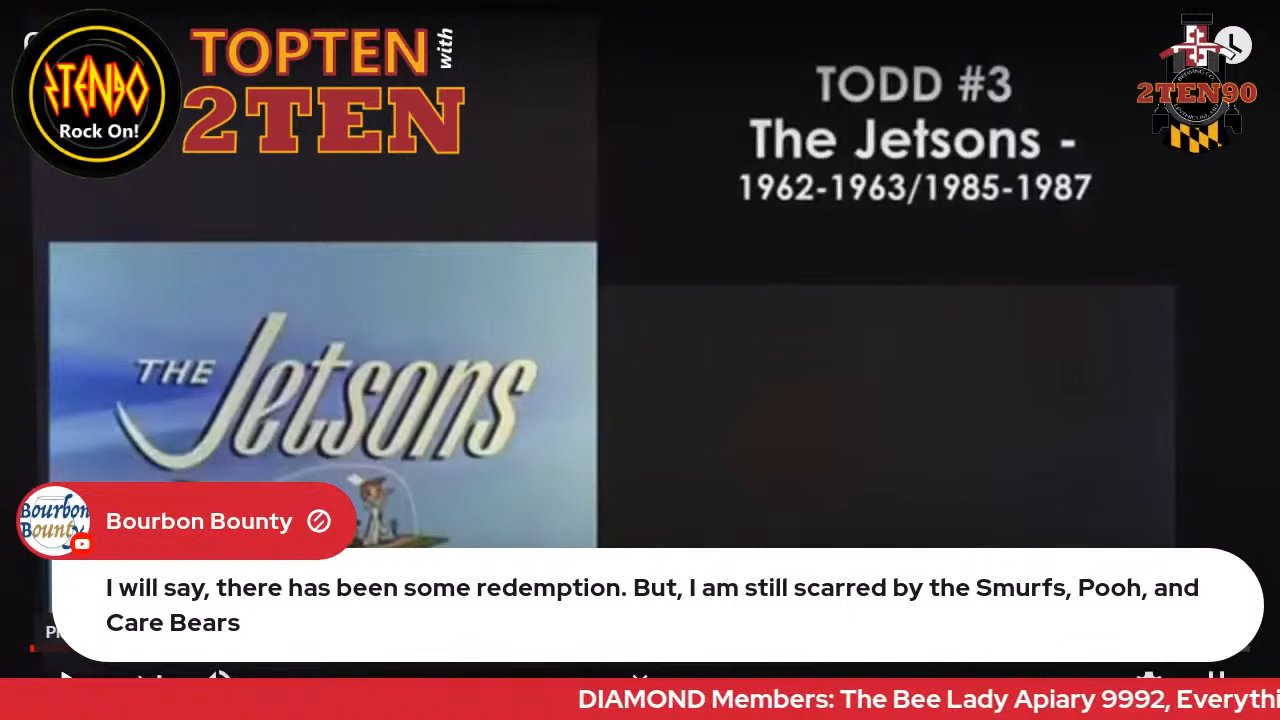 2TEN90
Rock On!
TOPTEN with
2TEN
TODD #3
The Jetsons -
1962-1963/1985-1987
BREWING CO.
2TEN90
THE Jetsons
Bourbon
Bounty
Bourbon Bounty
I will say, there has been some redemption. But, I am still scarred by the Smurfs, Pooh, and
Care Bears
DIAMOND Members: The Bee Lady Apiary 9992, Everythi